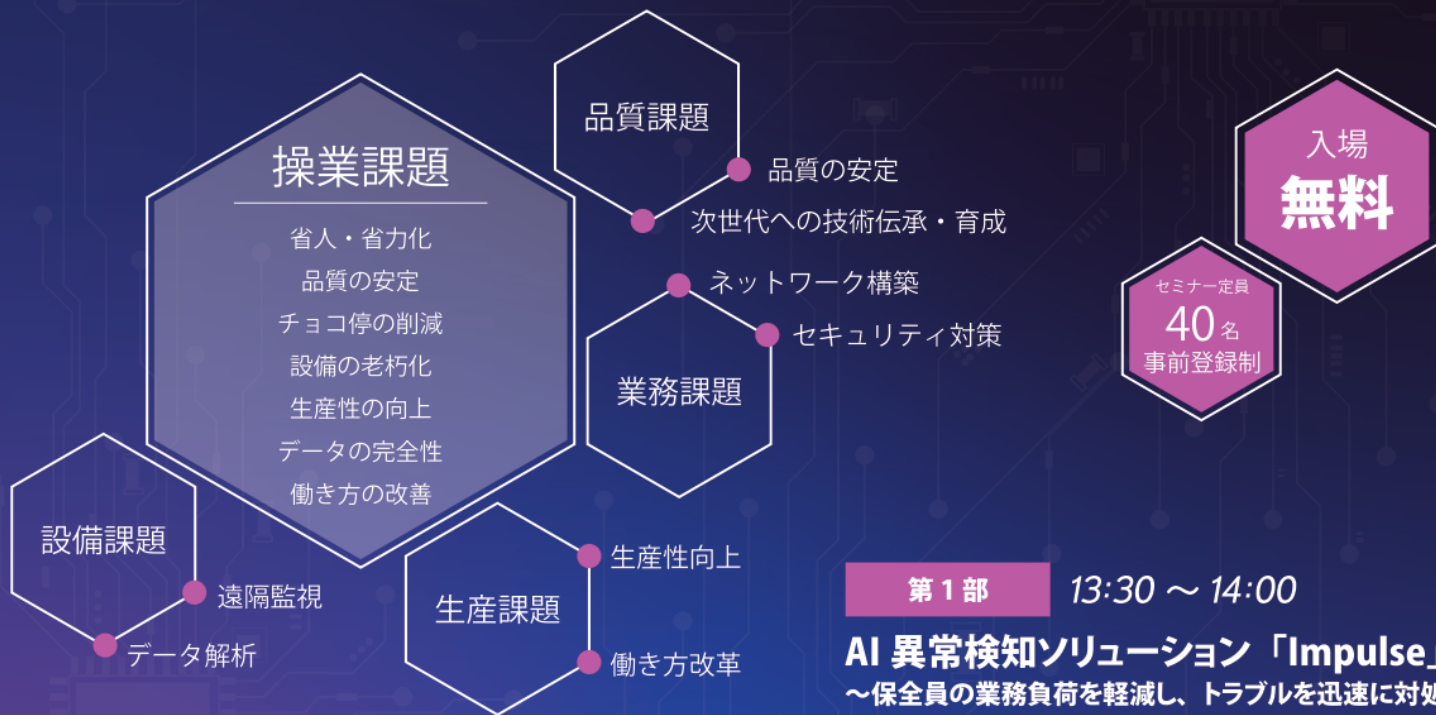 操業課題
省人・省力化
品質の安定
チョコ停の削減
設備の老朽化
生産性の向上
データの完全性
働き方の改善
品質課題
品質の安定
次世代への技術伝承・育成
ネットワーク構築
セキュリティ対策
業務課題
設備課題
遠隔監視
データ解析
生産課題
生産性向上
働き方改革
入場
無料
セミナー定員
40名
事前登録制
第1部 13:30 ～ 14:00
AI 異常検知ソリューション「Impulse」
～保全員の業務負荷を軽減し、トラブルを迅速に対処